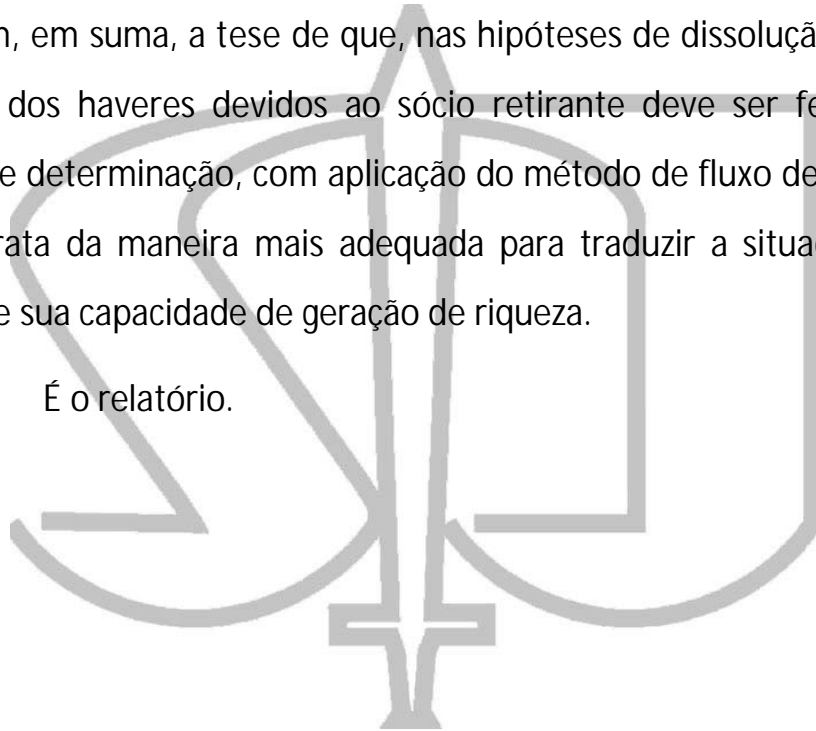 , em suma, a tese de que, nas hipóteses de dissoluçã
dos haveres devidos ao sócio retirante deve ser fe
e determinação, com aplicação do método de fluxo de
rata da maneira mais adequada para traduzir a situa
e sua capacidade de geração de riqueza.
É o relatório.